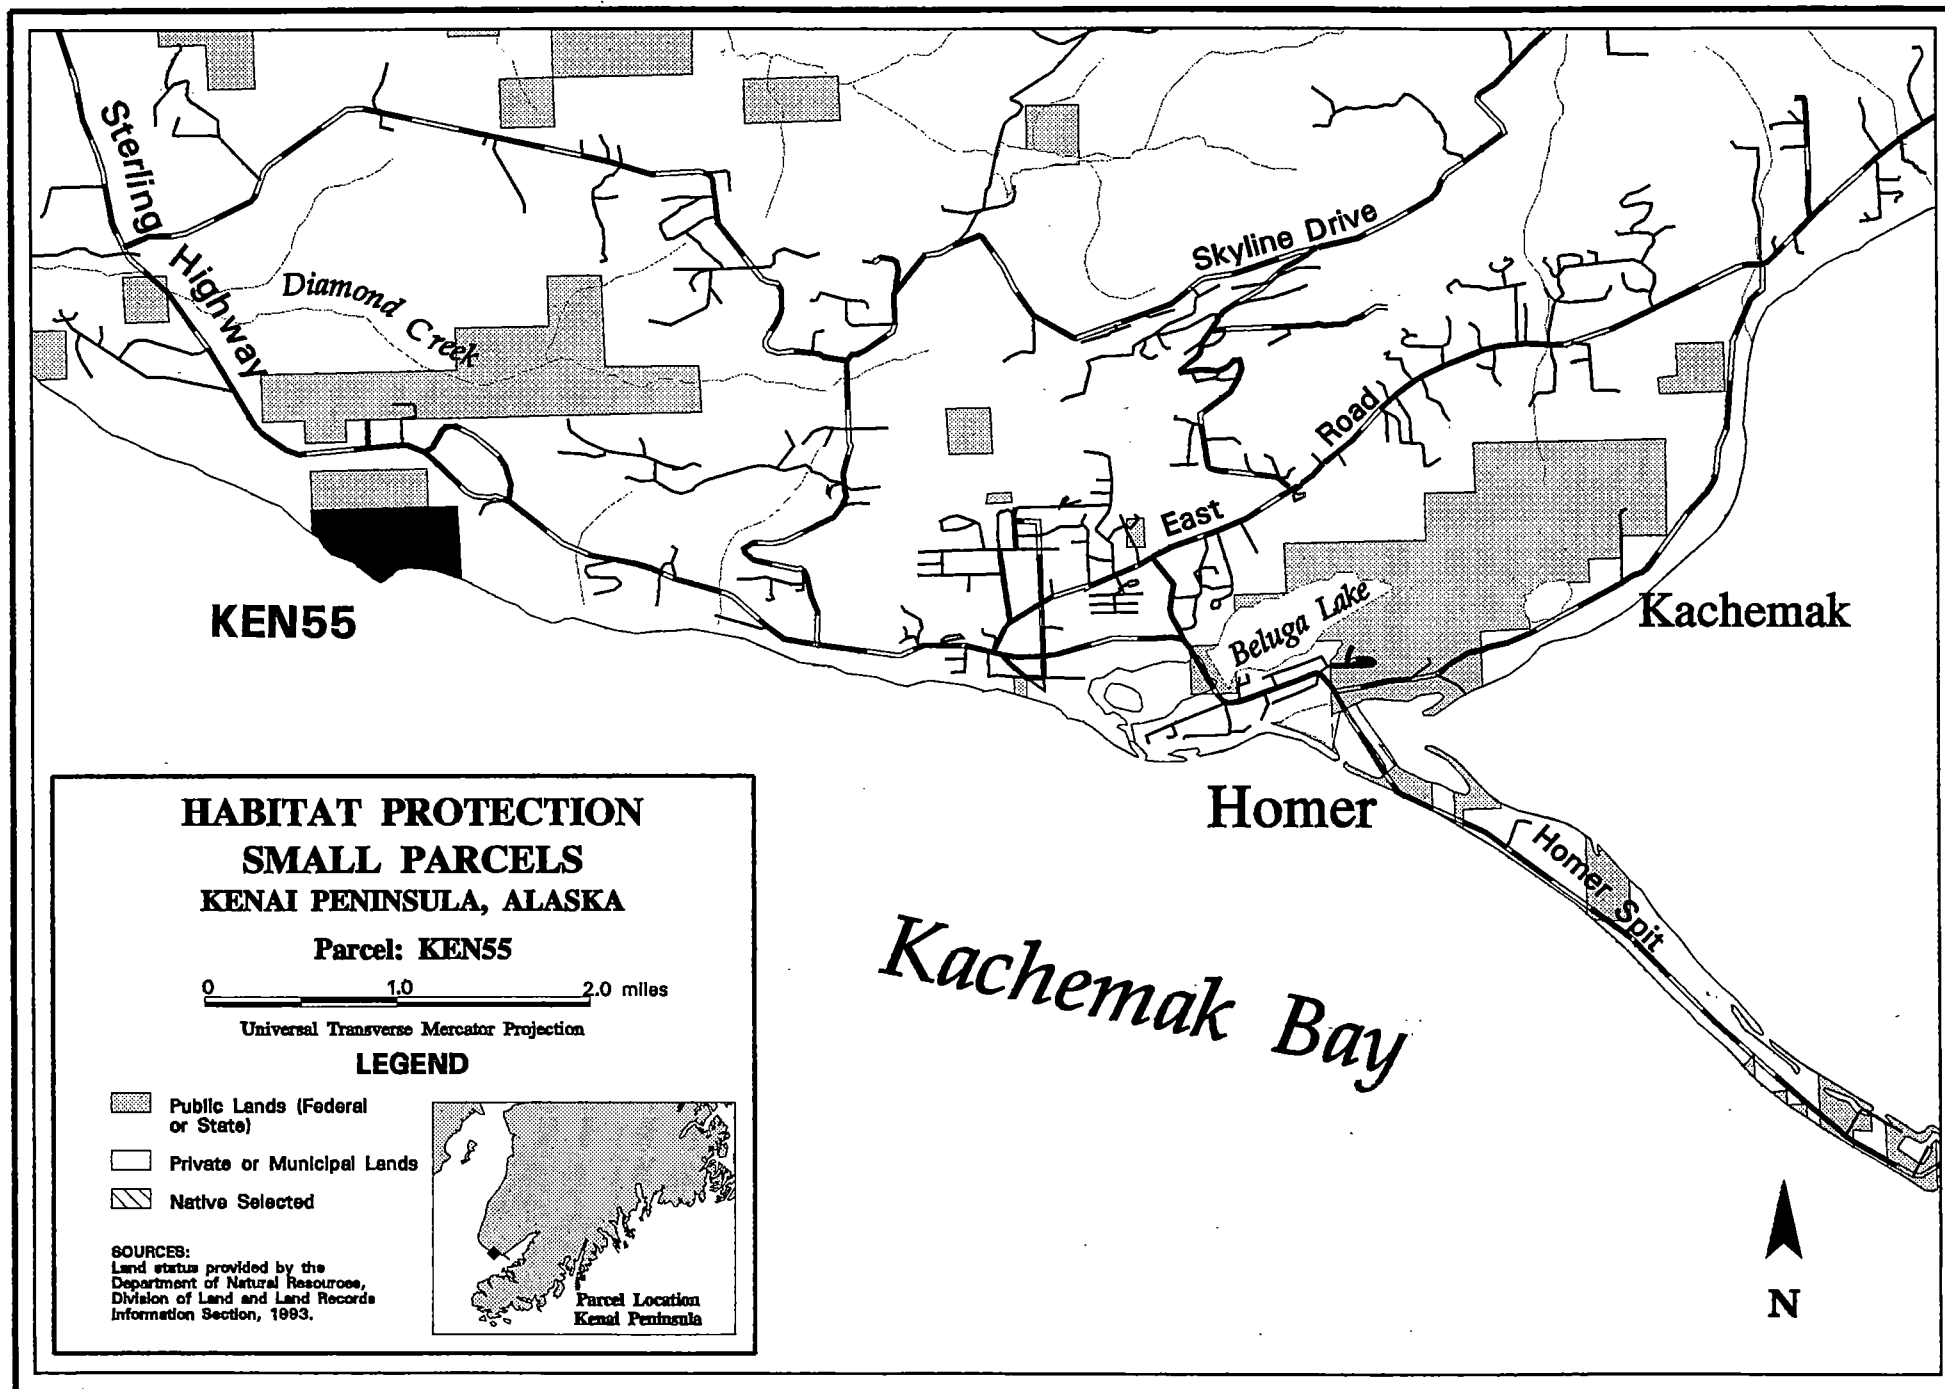 Sterling
Highway
Diamond Creek
Skyline Drive
East
Road
Beluga Lake
KEN55
Kachemak
Homer
Homer Spit
Kachemak Bay
HABITAT PROTECTION
SMALL PARCELS
KENAI PENINSULA, ALASKA
Parcel: KEN55
0 1.0 2.0 miles
Universal Transverse Mercator Projection
LEGEND
Public Lands (Federal
or State)
Private or Municipal Lands
Native Selected
SOURCES:
Land status provided by the
Department of Natural Resources,
Division of Land and Land Records
Information Section, 1993.
Parcel Location
Kenai Peninsula
N